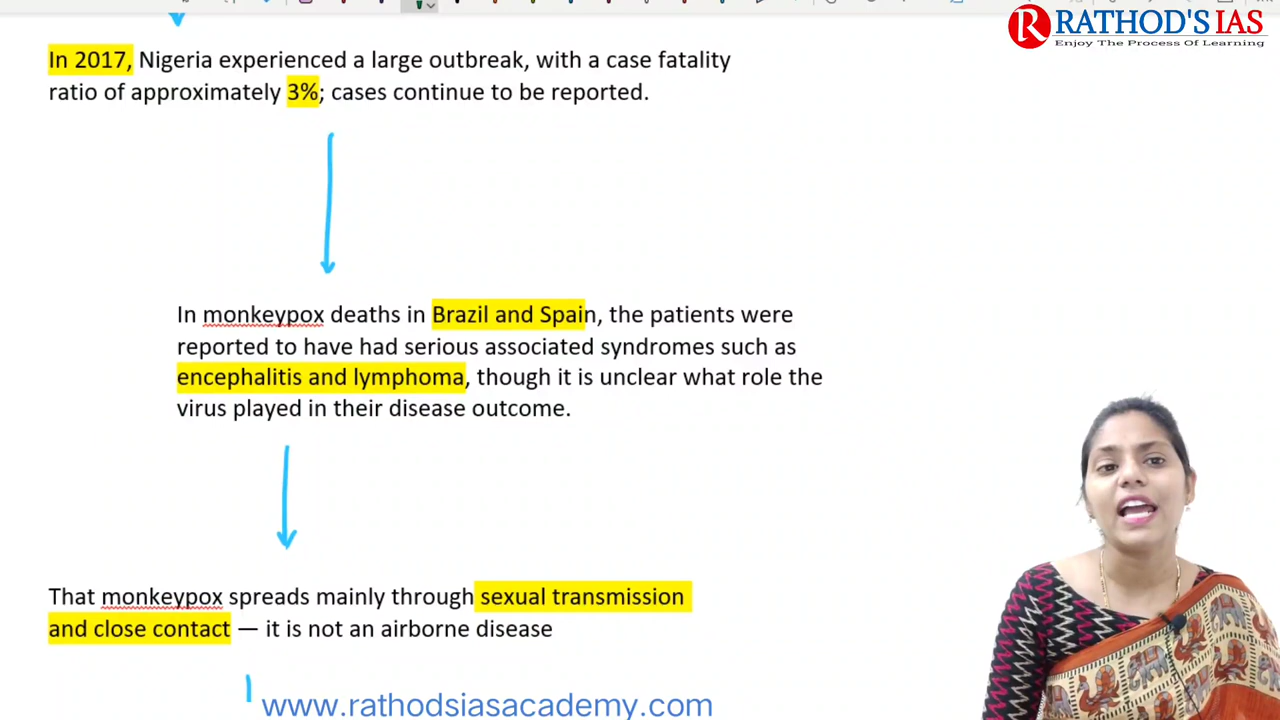 RATHOD'S IAS
Enjoy The Process Of Learning
In 2017, Nigeria experienced a large outbreak, with a case fatality
ratio of approximately 3%; cases continue to be reported.
In monkeypox deaths in Brazil and Spain, the patients were
reported to have had serious associated syndromes such as
encephalitis and lymphoma, though it is unclear what role the
virus played in their disease outcome.
That monkeypox spreads mainly through sexual transmission
and close contact — it is not an airborne disease
www.rathodsiasacademy.com